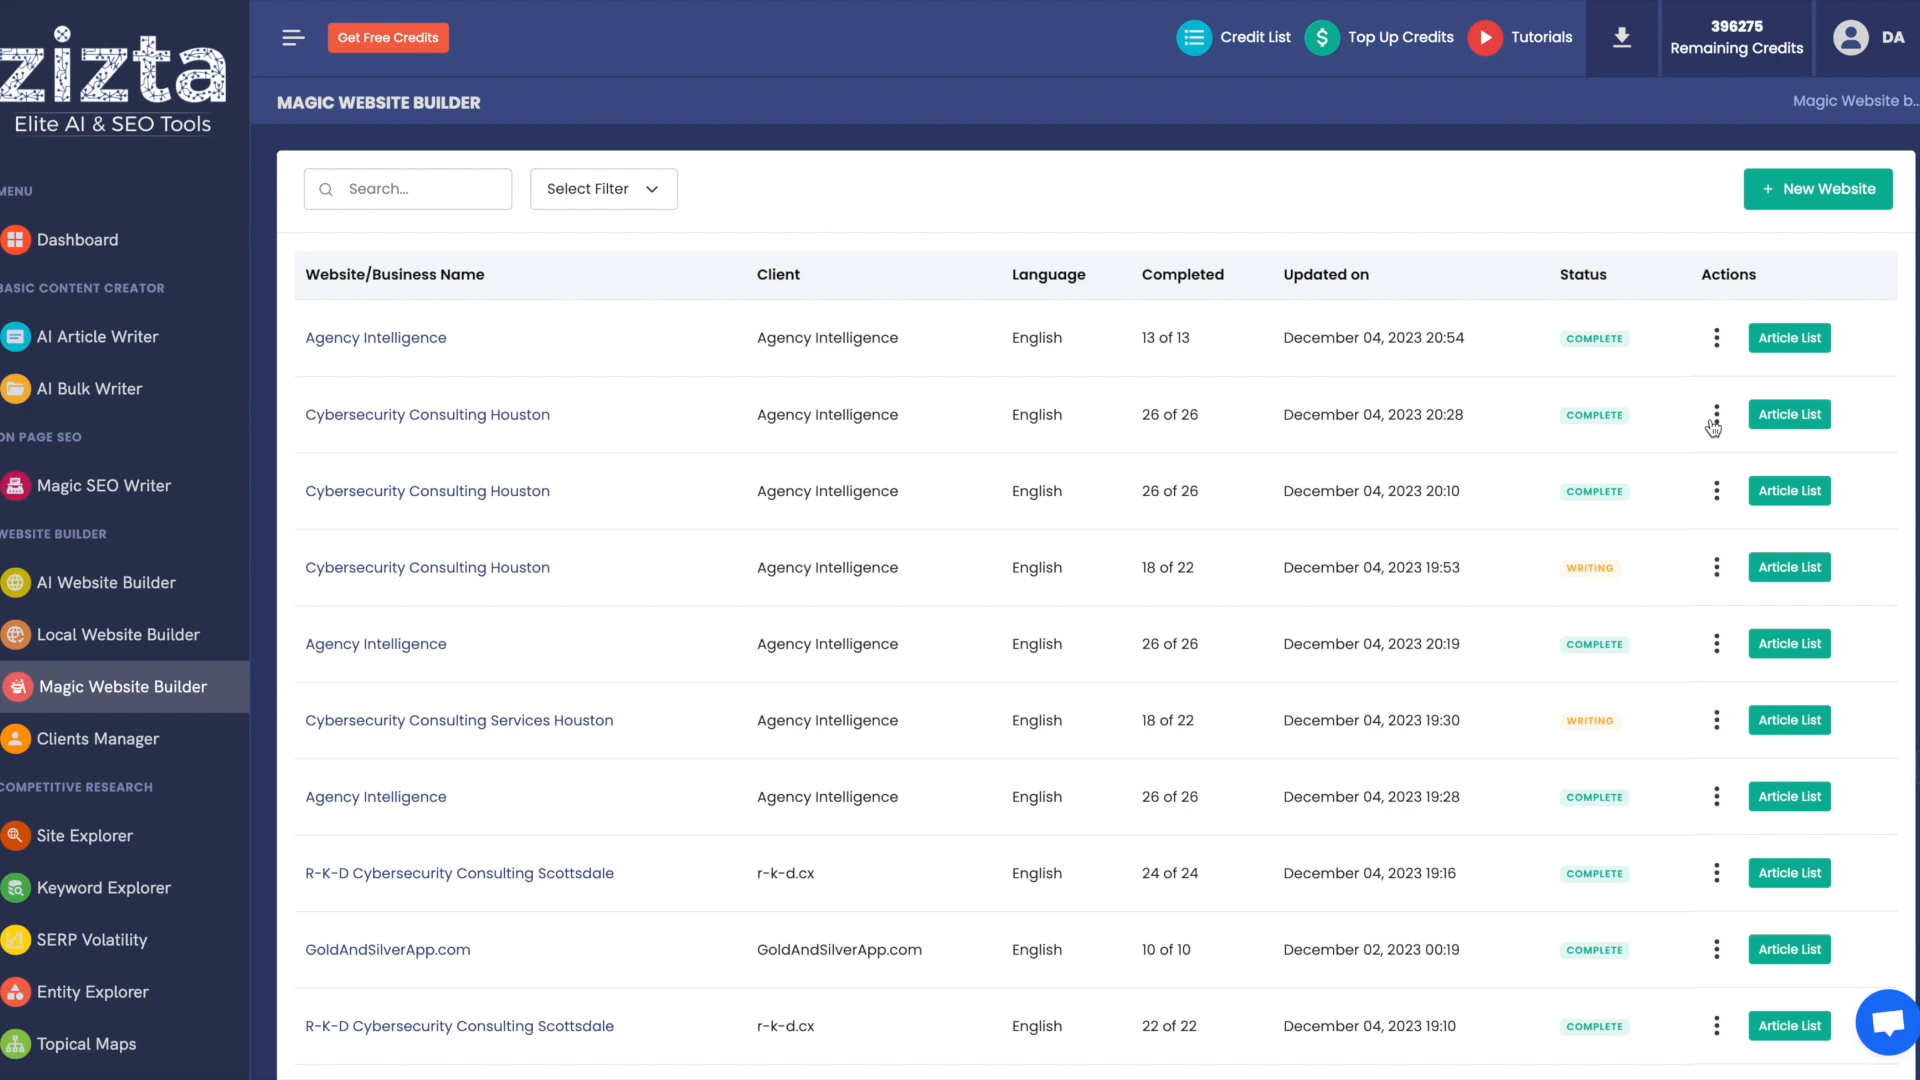 zizta
Elite AI & SEO Tools
Get Free Credits
Credit List
Top Up Credits
Tutorials
396275
Remaining Credits
DA
MAGIC WEBSITE BUILDER
Magic Website b...
MENU
Dashboard
BASIC CONTENT CREATOR
AI Article Writer
AI Bulk Writer
ON PAGE SEO
Magic SEO Writer
WEBSITE BUILDER
AI Website Builder
Local Website Builder
Magic Website Builder
Clients Manager
COMPETITIVE RESEARCH
Site Explorer
Keyword Explorer
SERP Volatility
Entity Explorer
Topical Maps
Search...
Select Filter
+ New Website
Website/Business Name Client Language Completed Updated on Status Actions
Agency Intelligence Agency Intelligence English 13 of 13 December 04, 2023 20:54 COMPLETE Article List
Cybersecurity Consulting Houston Agency Intelligence English 26 of 26 December 04, 2023 20:28 COMPLETE Article List
Cybersecurity Consulting Houston Agency Intelligence English 26 of 26 December 04, 2023 20:10 COMPLETE Article List
Cybersecurity Consulting Houston Agency Intelligence English 18 of 22 December 04, 2023 19:53 WRITING Article List
Agency Intelligence Agency Intelligence English 26 of 26 December 04, 2023 20:19 COMPLETE Article List
Cybersecurity Consulting Services Houston Agency Intelligence English 18 of 22 December 04, 2023 19:30 WRITING Article List
Agency Intelligence Agency Intelligence English 26 of 26 December 04, 2023 19:28 COMPLETE Article List
R-K-D Cybersecurity Consulting Scottsdale r-k-d.cx English 24 of 24 December 04, 2023 19:16 COMPLETE Article List
GoldAndSilverApp.com GoldAndSilverApp.com English 10 of 10 December 02, 2023 00:19 COMPLETE Article List
R-K-D Cybersecurity Consulting Scottsdale r-k-d.cx English 22 of 22 December 04, 2023 19:10 COMPLETE Article List